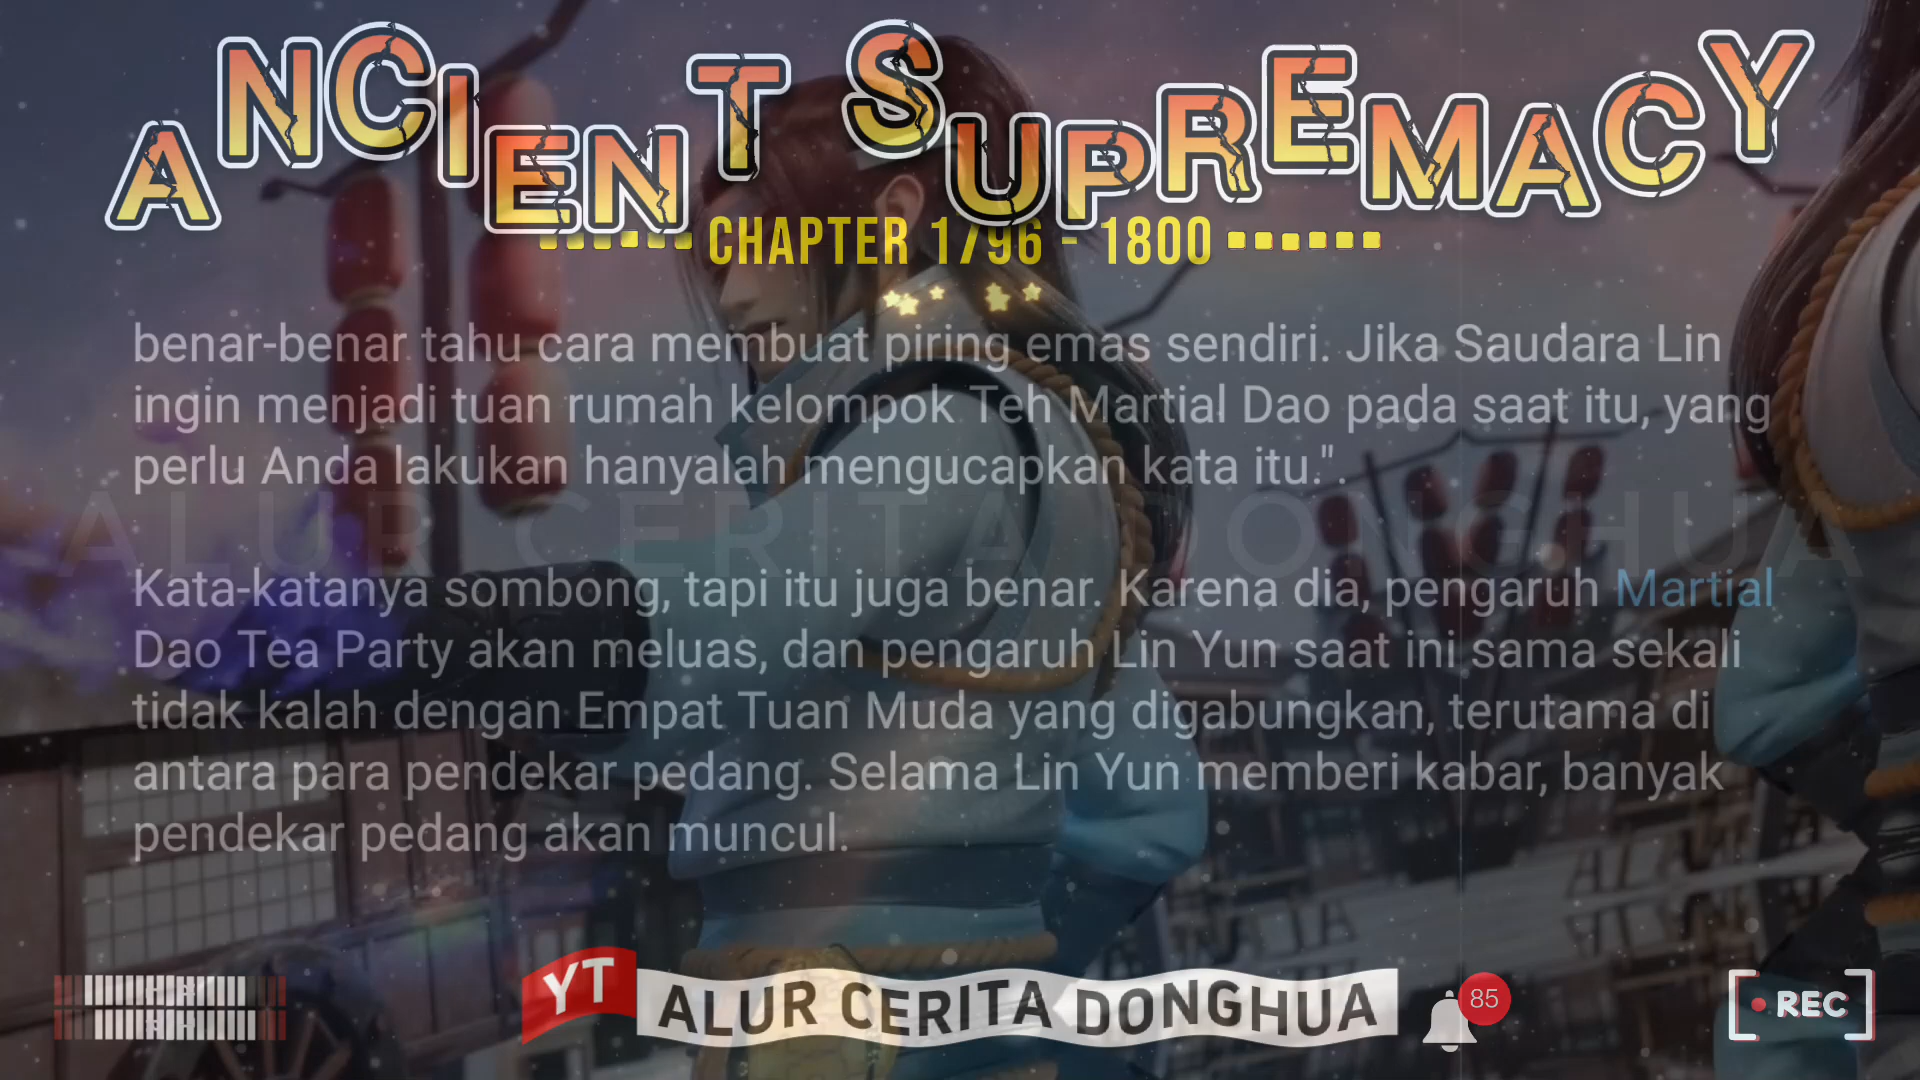 ANCIENT SUPREMACY
CHAPTER 1796 - 1800
benar-benar tahu cara membuat piring emas sendiri. Jika Saudara Lin
ingin menjadi tuan rumah kelompok Teh Martial Dao pada saat itu, yang
perlu Anda lakukan hanyalah mengucapkan kata itu." .
ALUR CERITA DONGHUA
Kata-katanya sombong, tapi itu juga benar. Karena dia, pengaruh Martial
Dao Tea Party akan meluas, dan pengaruh Lin Yun saat ini sama sekali
tidak kalah dengan Empat Tuan Muda yang digabungkan, terutama di
antara para pendekar pedang. Selama Lin Yun memberi kabar, banyak
pendekar pedang akan muncul.
YT ALUR CERITA DONGHUA
85
REC